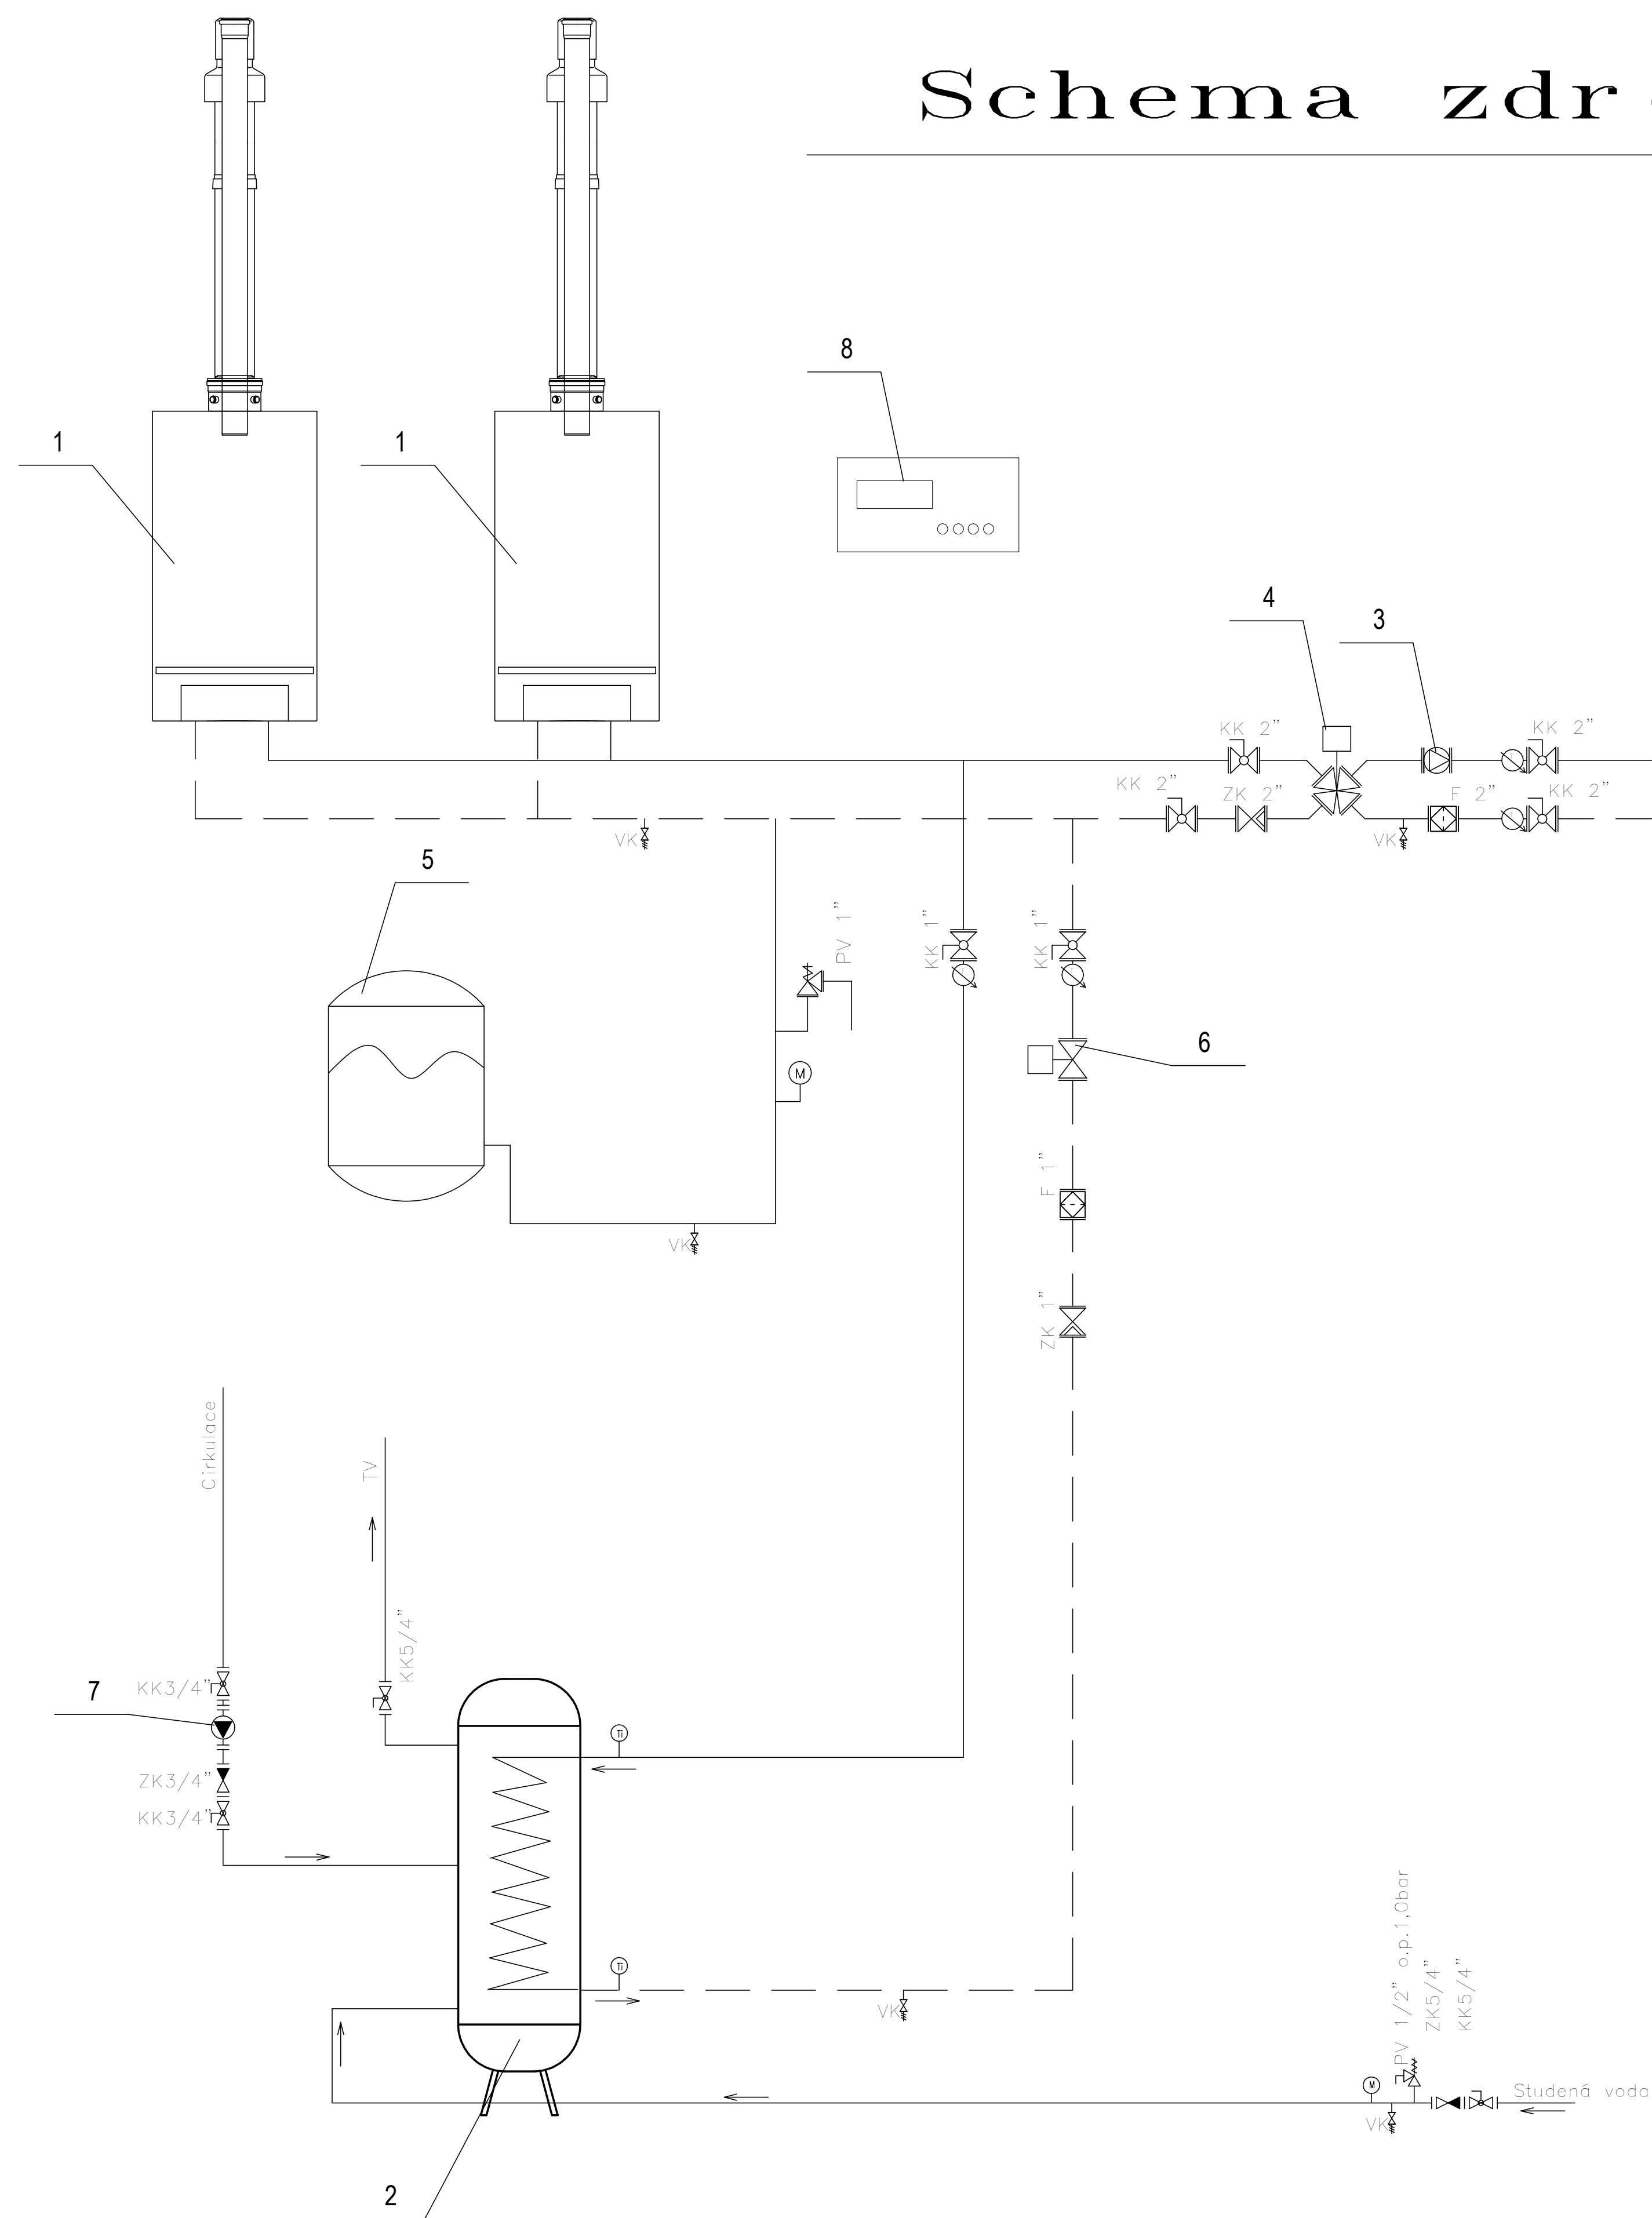 Schema zdr
8
1
1
4
3
KK 2"
KK 2"
KK 2"
ZK 2"
F 2"
KK 2"
VK
VK
5
PV 1"
KK 1"
KK 1"
M
6
F 1"
VK
ZK 1"
Cirkulace
TV
KK5/4"
KK3/4"
7
Ti
ZK3/4"
KK3/4"
Ti
VK
PV 1/2" o.p.1,0bar
ZK5/4"
KK5/4"
M
Studená voda
VK
2